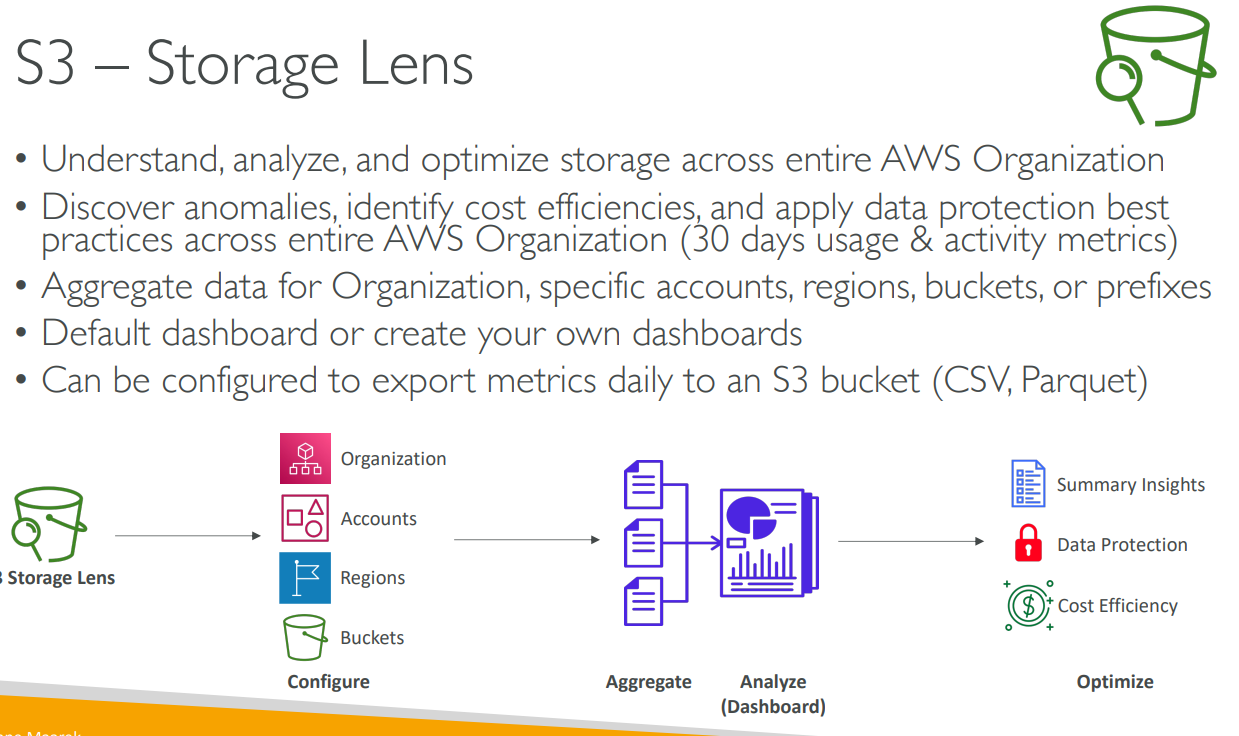 S3 – Storage Lens
• Understand, analyze, and optimize storage across entire AWS Organization
• Discover anomalies, identify cost efficiencies, and apply data protection best
practices across entire AWS Organization (30 days usage & activity metrics)
• Aggregate data for Organization, specific accounts, regions, buckets, or prefixes
• Default dashboard or create your own dashboards
• Can be configured to export metrics daily to an S3 bucket (CSV, Parquet)
Storage Lens
Organization
Accounts
Regions
Buckets
Configure
Aggregate
Analyze
(Dashboard)
Summary Insights
Data Protection
Cost Efficiency
Optimize